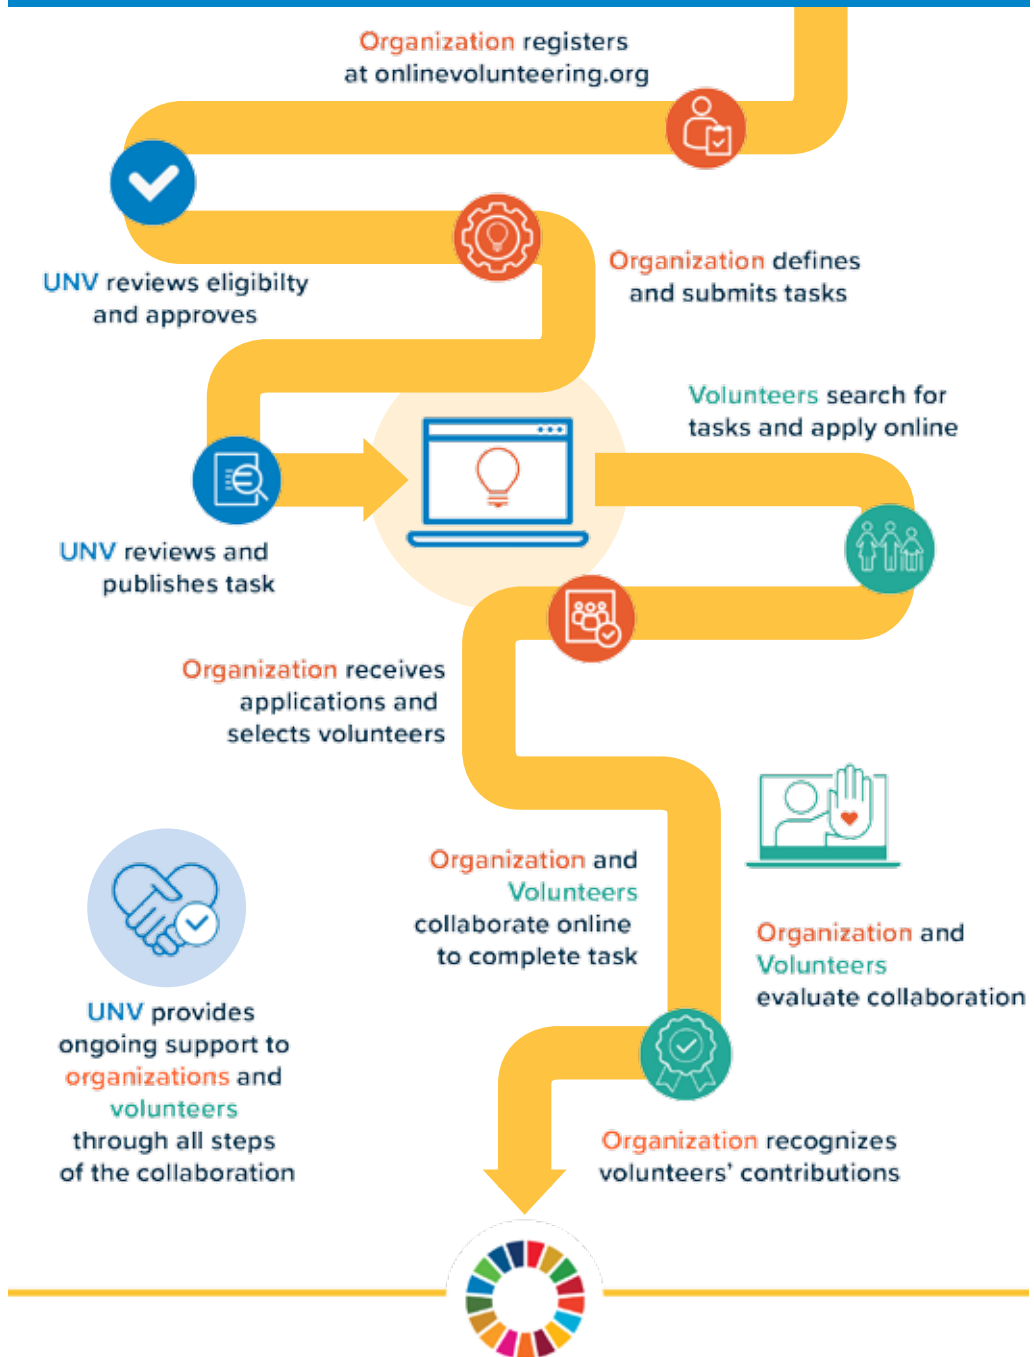 Organization registers
at onlinevolunteering.org
UNV reviews eligibilty
and approves
Organization defines
and submits tasks
UNV reviews and
publishes task
Volunteers search for
tasks and apply online
Organization receives
applications and
selects volunteers
Organization and
Volunteers
collaborate online
to complete task
Organization and
Volunteers
evaluate collaboration
UNV provides
ongoing support to
organizations and
volunteers
through all steps
of the collaboration
Organization recognizes
volunteers' contributions